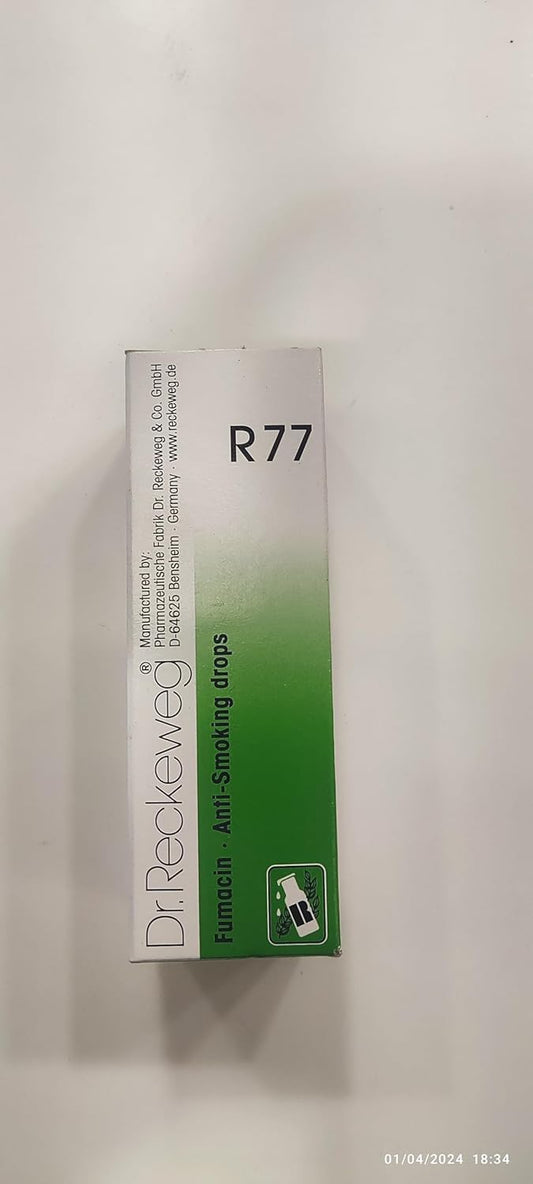 Dr. Reckeweg®
Manufactured by:
Pharmazeutische Fabrik Dr. Reckeweg & Co. GmbH
D-64625 Bensheim · Germany · www.reckeweg.de
R77
Fumacin · Anti-Smoking drops
R
01/04/2024 18:34